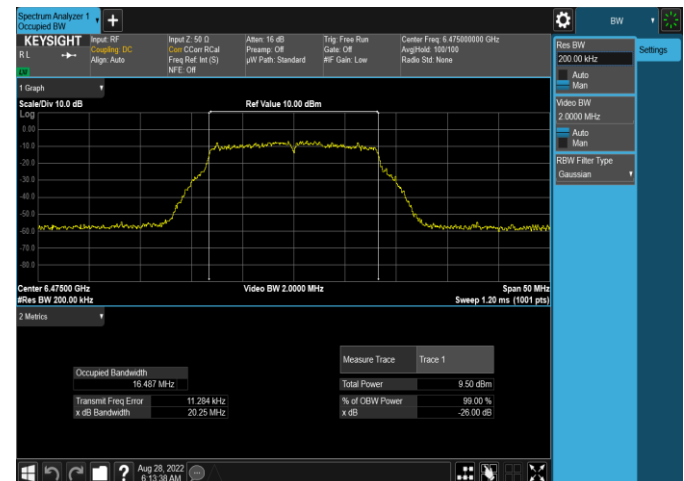 Spectrum Analyzer 1
Occupied BW
BW
KEYSIGHT
R L
Input: RF
Coupling: DC
Align: Auto
Input Z: 50 Ω
Corr CCorr RCal
Freq Ref: Int (S)
NFE: Off
Atten: 16 dB
Preamp: Off
µW Path: Standard
Trig: Free Run
Gate: Off
#IF Gain: Low
Center Freq: 6.475000000 GHz
Avg|Hold: 100/100
Radio Std: None
1 Graph
Scale/Div 10.0 dB
Ref Value 10.00 dBm
Log
0.00
-10.0
-20.0
-30.0
-40.0
-50.0
-60.0
-70.0
-80.0
Center 6.47500 GHz
Video BW 2.0000 MHz
Span 50 MHz
#Res BW 200.00 kHz
Sweep 1.20 ms (1001 pts)
2 Metrics
Occupied Bandwidth
16.487 MHz
Transmit Freq Error 11.284 kHz
x dB Bandwidth 20.25 MHz
Measure Trace Trace 1
Total Power 9.50 dBm
% of OBW Power 99.00 %
x dB -26.00 dB
Res BW
200.00 kHz
Auto
Man
Video BW
2.0000 MHz
Auto
Man
RBW Filter Type
Gaussian
Settings
?
Aug 28, 2022
6:13:38 AM